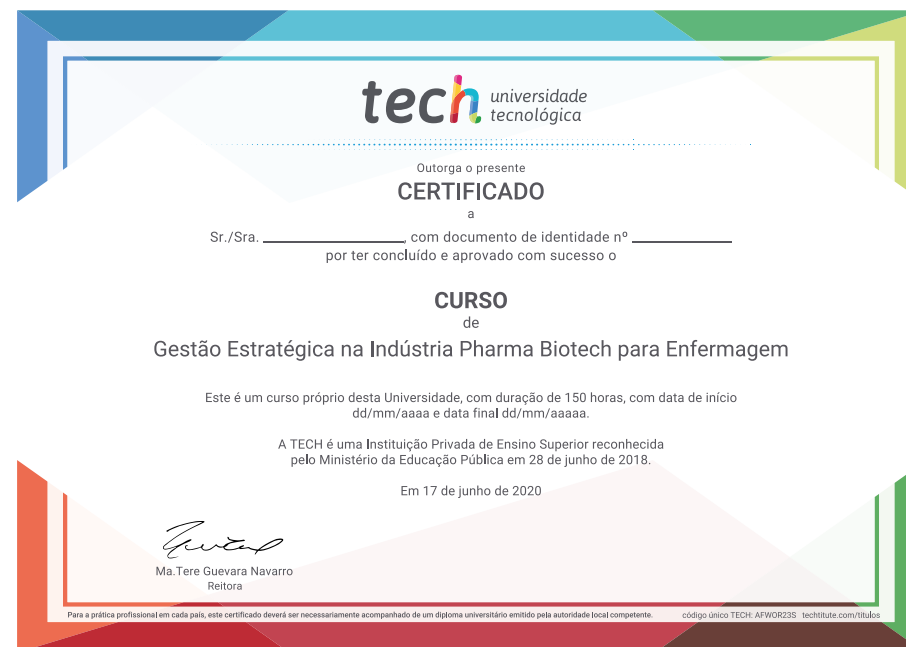 tech universidade
tecnológica
Outorga o presente
CERTIFICADO
a
Sr./Sra. ____________________, com documento de identidade nº ______________
por ter concluído e aprovado com sucesso o
CURSO
de
Gestão Estratégica na Indústria Pharma Biotech para Enfermagem
Este é um curso próprio desta Universidade, com duração de 150 horas, com data de início
dd/mm/aaaa e data final dd/mm/aaaaa.
A TECH é uma Instituição Privada de Ensino Superior reconhecida
pelo Ministério da Educação Pública em 28 de junho de 2018.
Em 17 de junho de 2020
Ma.Tere Guevara Navarro
Reitora
Para a prática profissional em cada país, este certificado deverá ser necessariamente acompanhado de um diploma universitário emitido pela autoridade local competente. código único TECH: AFWOR23S techtitute.com/titulos